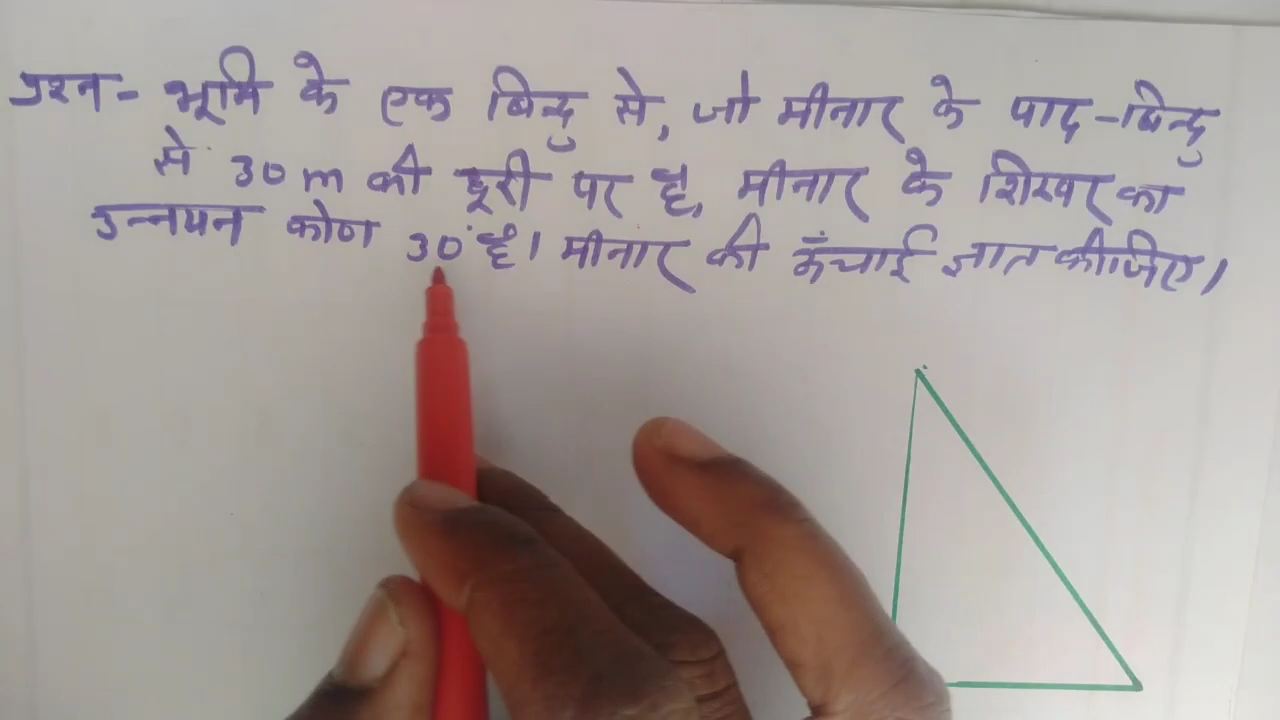 प्रश्न- भूमि के एक बिन्दु से, जो मीनार के पाद-बिन्दु
से 30 m की दूरी पर है, मीनार के शिखर का
उन्नयन कोण 30° है। मीनार की ऊँचाई ज्ञात कीजिए।